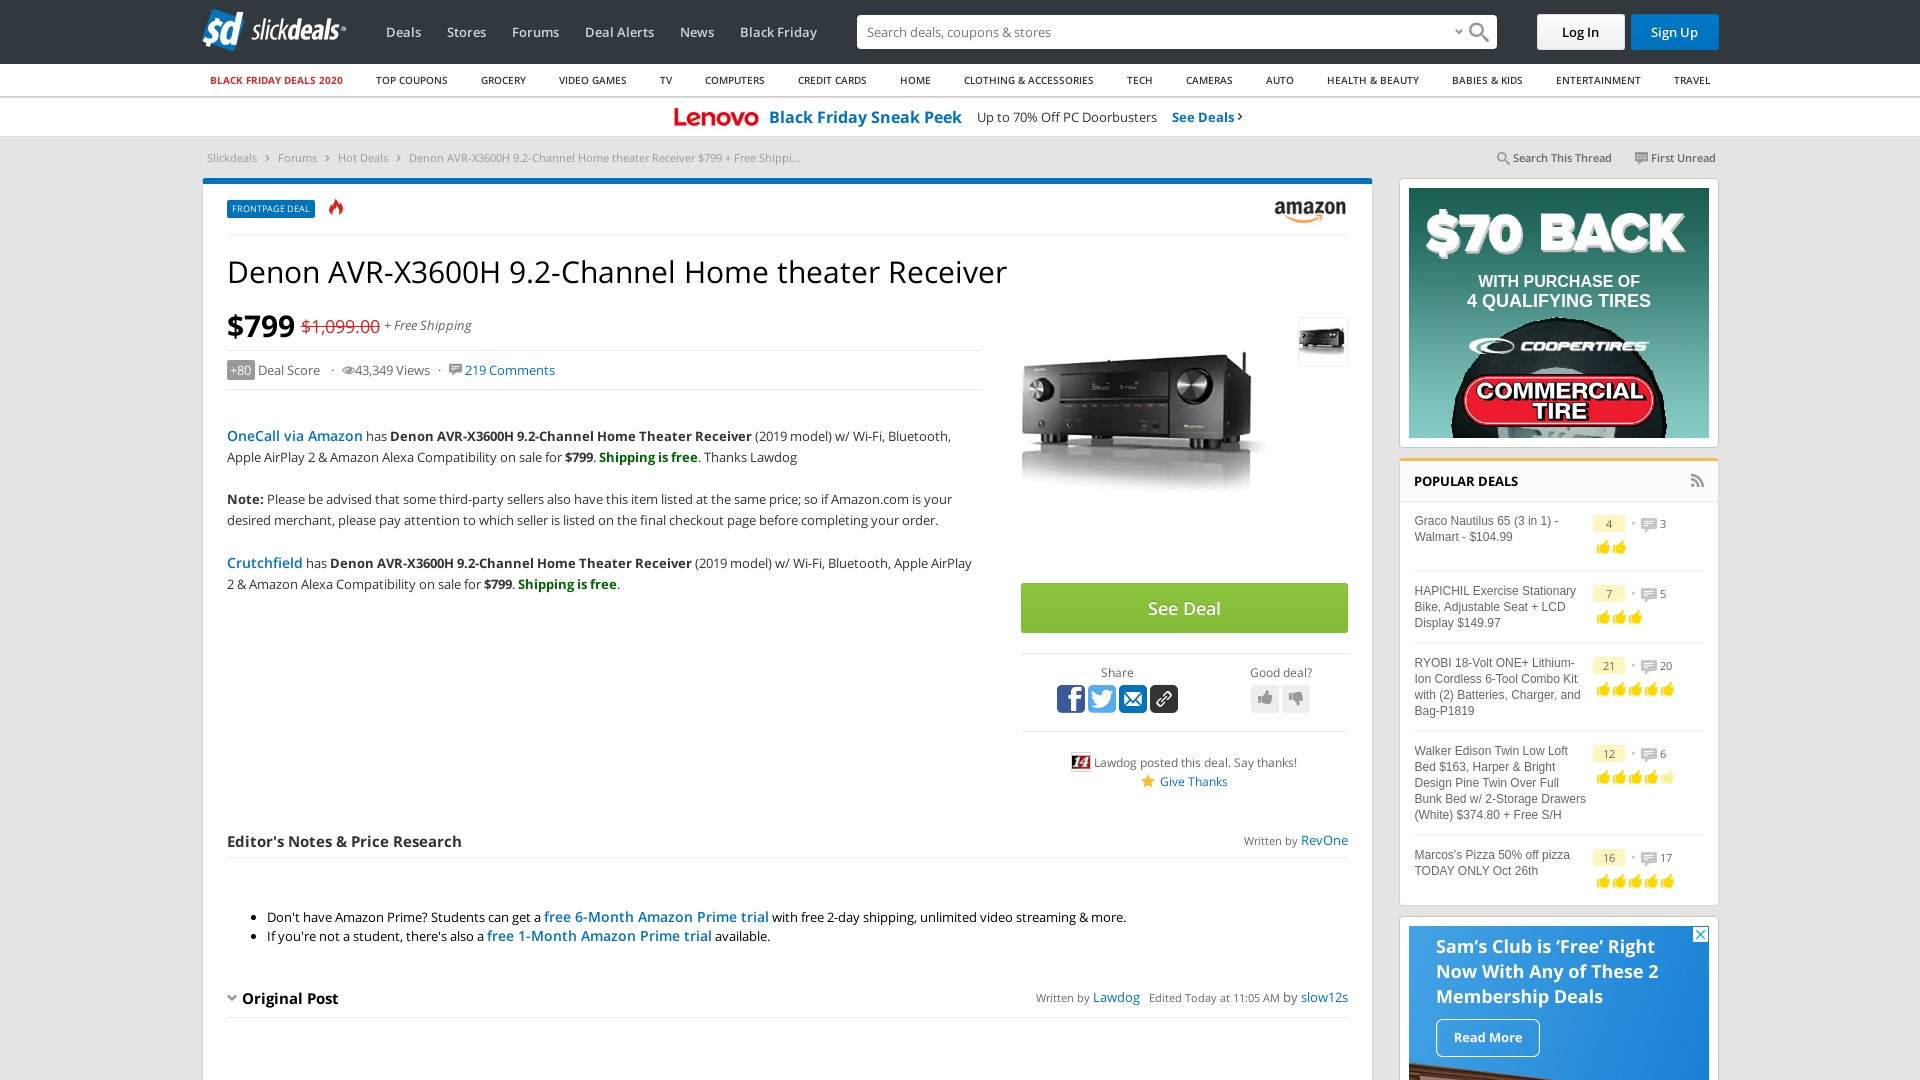 slickdeals
Deals
Stores
Forums
Deal Alerts
News
Black Friday
Search deals, coupons & stores
Log In
Sign Up
BLACK FRIDAY DEALS 2020
TOP COUPONS
GROCERY
VIDEO GAMES
TV
COMPUTERS
CREDIT CARDS
HOME
CLOTHING & ACCESSORIES
TECH
CAMERAS
AUTO
HEALTH & BEAUTY
BABIES & KIDS
ENTERTAINMENT
TRAVEL
Lenovo Black Friday Sneak Peek Up to 70% Off PC Doorbusters See Deals ›
Slickdeals › Forums › Hot Deals › Denon AVR-X3600H 9.2-Channel Home theater Receiver $799 + Free Shippi...
Search This Thread
First Unread
FRONTPAGE DEAL
amazon
Denon AVR-X3600H 9.2-Channel Home theater Receiver
$799 $1,099.00 + Free Shipping
+80 Deal Score · 43,349 Views · 219 Comments
OneCall via Amazon has Denon AVR-X3600H 9.2-Channel Home Theater Receiver (2019 model) w/ Wi-Fi, Bluetooth,
Apple AirPlay 2 & Amazon Alexa Compatibility on sale for $799. Shipping is free. Thanks Lawdog
Note: Please be advised that some third-party sellers also have this item listed at the same price; so if Amazon.com is your
desired merchant, please pay attention to which seller is listed on the final checkout page before completing your order.
Crutchfield has Denon AVR-X3600H 9.2-Channel Home Theater Receiver (2019 model) w/ Wi-Fi, Bluetooth, Apple AirPlay
2 & Amazon Alexa Compatibility on sale for $799. Shipping is free.
See Deal
Share
Good deal?
14
Lawdog posted this deal. Say thanks!
Give Thanks
Editor's Notes & Price Research
Written by RevOne
• Don't have Amazon Prime? Students can get a free 6-Month Amazon Prime trial with free 2-day shipping, unlimited video streaming & more.
• If you're not a student, there's also a free 1-Month Amazon Prime trial available.
Original Post
Written by Lawdog Edited Today at 11:05 AM by slow12s
$70 BACK
WITH PURCHASE OF
4 QUALIFYING TIRES
COOPERTIRES
COMMERCIAL
TIRE
POPULAR DEALS
Graco Nautilus 65 (3 in 1) -
Walmart - $104.99
4 • 3
HAPICHIL Exercise Stationary
Bike, Adjustable Seat + LCD
Display $149.97
7 • 5
RYOBI 18-Volt ONE+ Lithium-
Ion Cordless 6-Tool Combo Kit
with (2) Batteries, Charger, and
Bag-P1819
21 • 20
Walker Edison Twin Low Loft
Bed $163, Harper & Bright
Design Pine Twin Over Full
Bunk Bed w/ 2-Storage Drawers
(White) $374.80 + Free S/H
12 • 6
Marcos's Pizza 50% off pizza
TODAY ONLY Oct 26th
16 • 17
Sam’s Club is ‘Free’ Right
Now With Any of These 2
Membership Deals
Read More